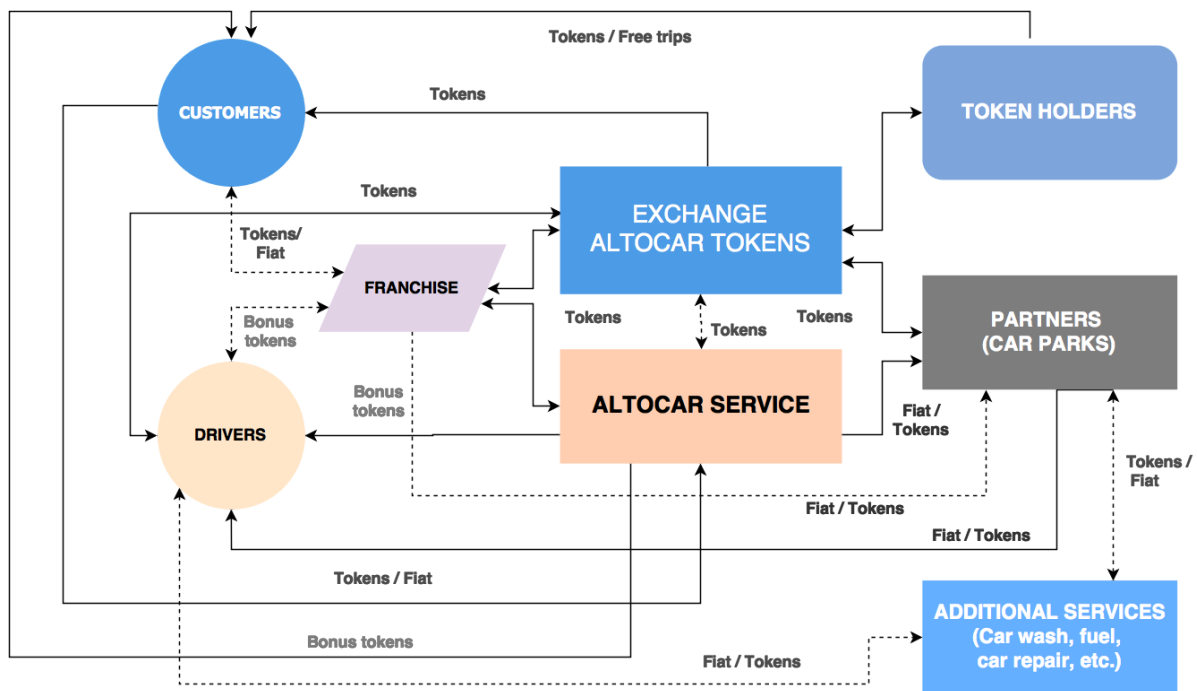 Tokens / Free trips
CUSTOMERS
Tokens
TOKEN HOLDERS
Tokens
EXCHANGE
ALTOCAR TOKENS
Tokens/
Fiat
FRANCHISE
Bonus
tokens
Tokens
Tokens
Tokens
PARTNERS
(CAR PARKS)
Bonus
tokens
ALTOCAR SERVICE
Fiat /
Tokens
DRIVERS
Tokens /
Fiat
Fiat / Tokens
Fiat / Tokens
Tokens / Fiat
ADDITIONAL SERVICES
(Car wash, fuel,
car repair, etc.)
Bonus tokens
Fiat / Tokens